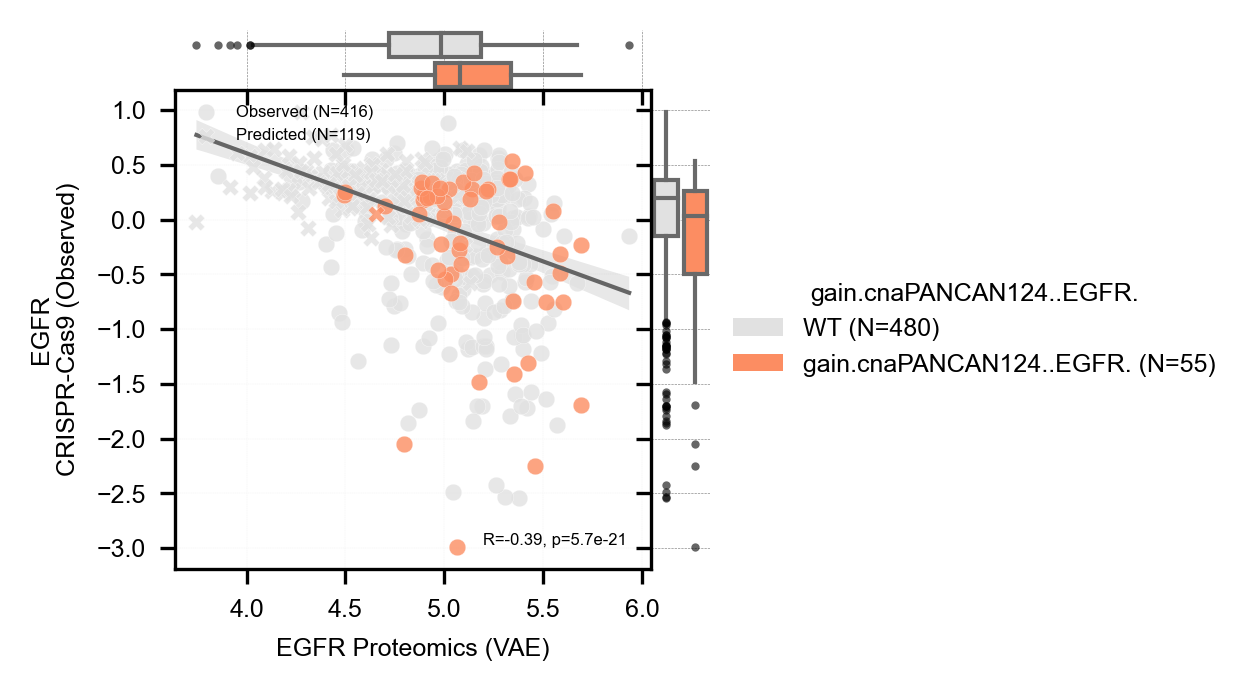 1.0
0.5
0.0
−0.5
−1.0
−1.5
−2.0
−2.5
−3.0
EGFR
CRISPR-Cas9 (Observed)
Observed (N=416)
Predicted (N=119)
R=-0.39, p=5.7e-21
4.0
4.5
5.0
5.5
6.0
EGFR Proteomics (VAE)
gain.cnaPANCAN124..EGFR.
WT (N=480)
gain.cnaPANCAN124..EGFR. (N=55)